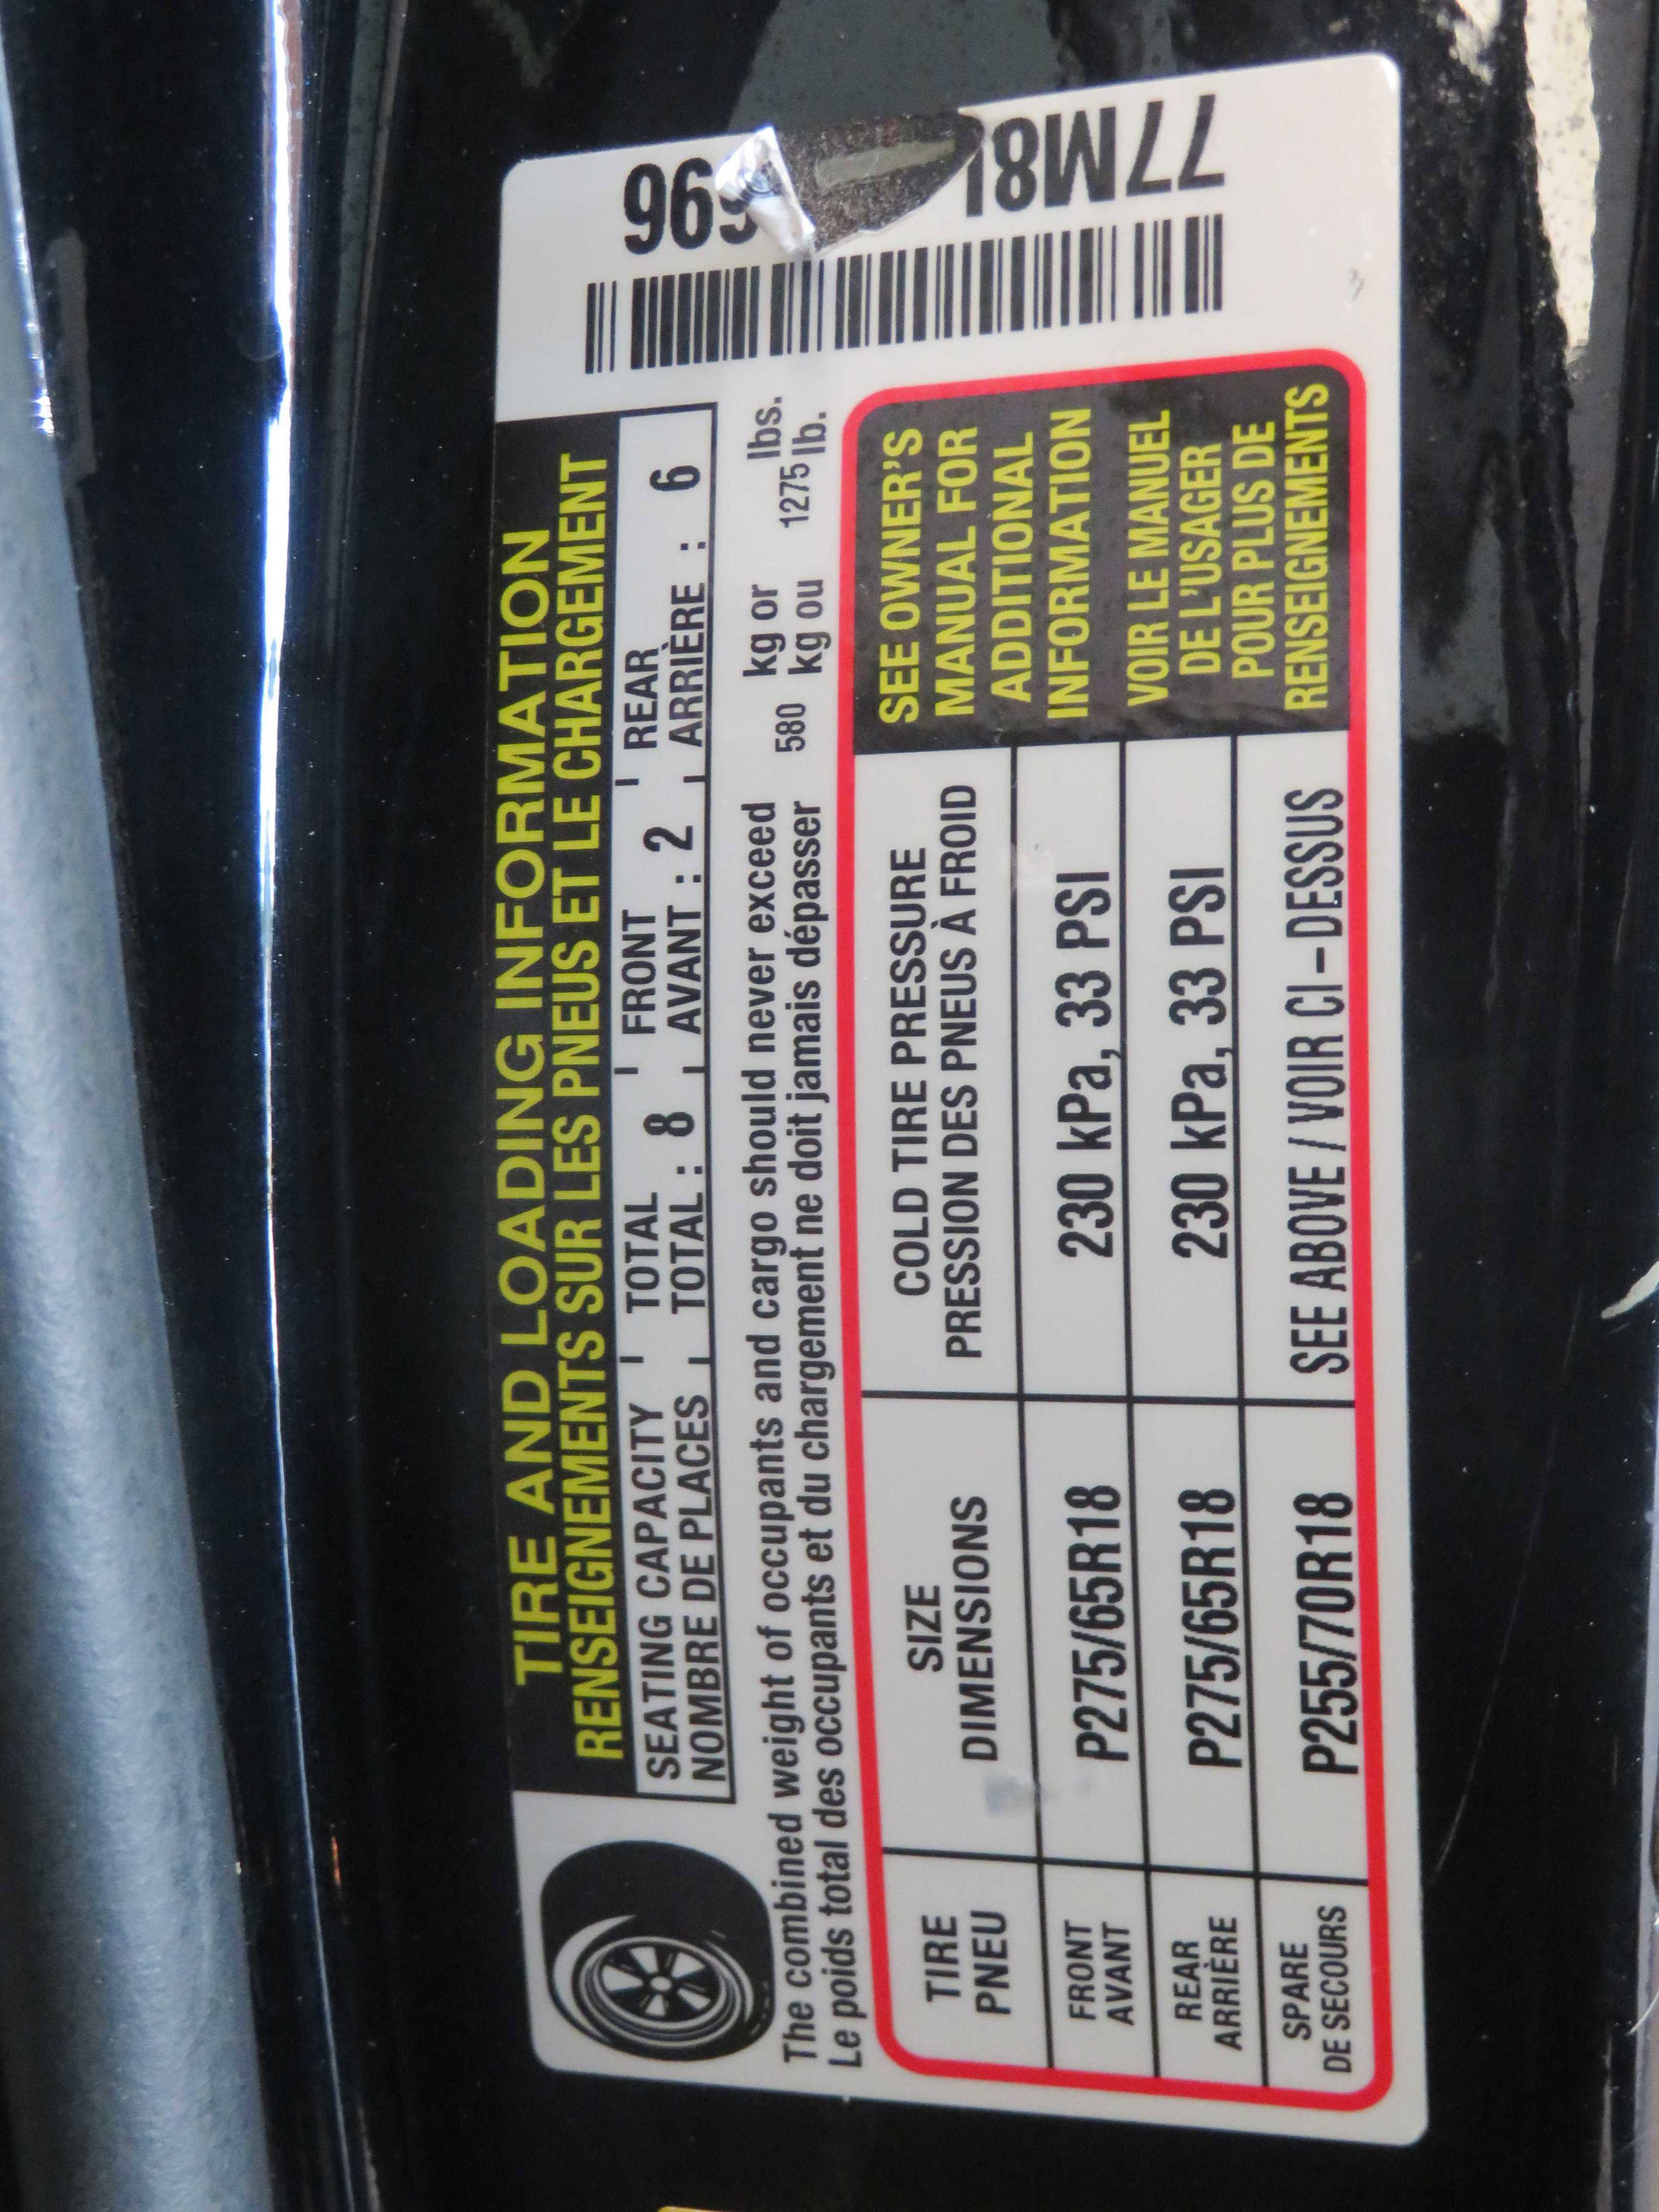 TIRE AND LOADING INFORMATION
RENSEIGNEMENTS SUR LES PNEUS ET LE CHARGEMENT
SEATING CAPACITY TOTAL FRONT REAR
NOMBRE DE PLACES TOTAL : 8 AVANT : 2 ARRIÈRE : 6
The combined weight of occupants and cargo should never exceed 580 kg or 1275 lbs.
Le poids total des occupants et du chargement ne doit jamais dépasser kg ou lb.
TIRE SIZE COLD TIRE PRESSURE
PNEU DIMENSIONS PRESSION DES PNEUS À FROID
FRONT
AVANT P275/65R18 230 kPa, 33 PSI
REAR
ARRIÈRE P275/65R18 230 kPa, 33 PSI
SPARE
DE SECOURS P255/70R18 SEE ABOVE / VOIR CI-DESSUS
SEE OWNER'S
MANUAL FOR
ADDITIONAL
INFORMATION
VOIR LE MANUEL
DE L'USAGER
POUR PLUS DE
RENSEIGNEMENTS